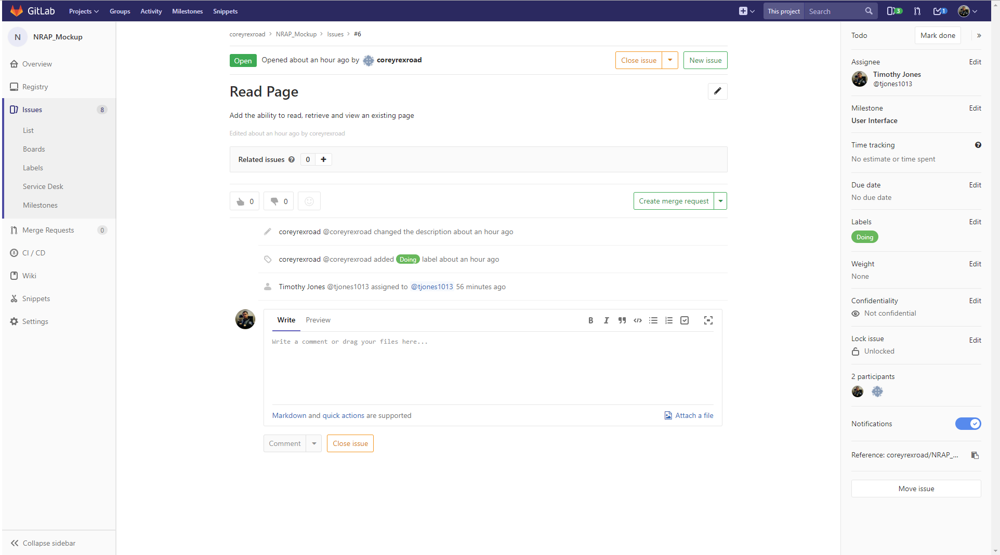 GitLab Projects Groups Activity Milestones Snippets This project Search 3 1
N NRAP_Mockup
Overview
Registry
Issues 8
List
Boards
Labels
Service Desk
Milestones
Merge Requests 0
CI / CD
Wiki
Snippets
Settings
Collapse sidebar
coreyrexroad > NRAP_Mockup > Issues > #6
Open Opened about an hour ago by coreyrexroad Close issue New issue
Read Page
Add the ability to read, retrieve and view an existing page
Edited about an hour ago by coreyrexroad
Related issues ? 0 +
0 0 Create merge request
coreyrexroad @coreyrexroad changed the description about an hour ago
coreyrexroad @coreyrexroad added Doing label about an hour ago
Timothy Jones @tjones1013 assigned to @tjones1013 56 minutes ago
Write Preview
Write a comment or drag your files here...
Markdown and quick actions are supported Attach a file
Comment Close issue
Todo Mark done »
Assignee Edit
Timothy Jones
@tjones1013
Milestone Edit
User Interface
Time tracking ?
No estimate or time spent
Due date Edit
No due date
Labels Edit
Doing
Weight Edit
None
Confidentiality Edit
Not confidential
Lock issue Edit
Unlocked
2 participants
Notifications
Reference: coreyrexroad/NRAP_...
Move issue